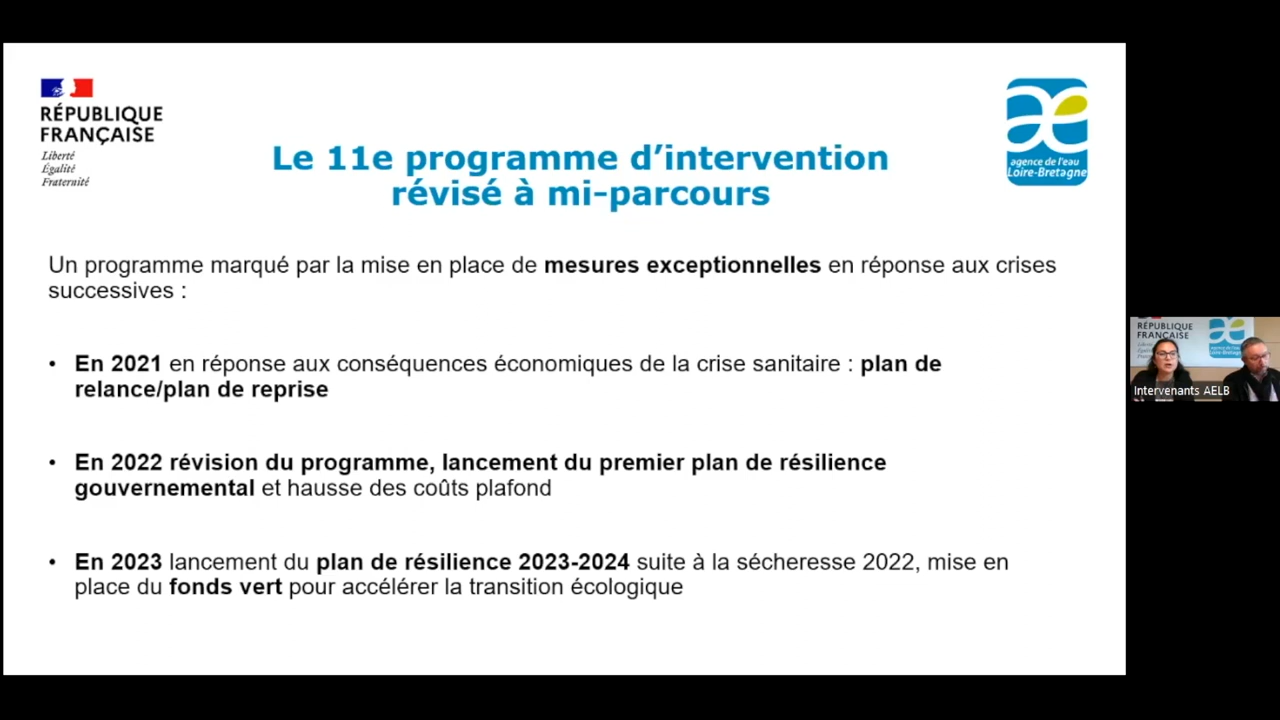 RÉPUBLIQUE
FRANÇAISE
Liberté
Égalité
Fraternité
agence de l'eau
Loire-Bretagne
Le 11e programme d'intervention
révisé à mi-parcours
Un programme marqué par la mise en place de mesures exceptionnelles en réponse aux crises
successives :
• En 2021 en réponse aux conséquences économiques de la crise sanitaire : plan de
relance/plan de reprise
• En 2022 révision du programme, lancement du premier plan de résilience
gouvernemental et hausse des coûts plafond
• En 2023 lancement du plan de résilience 2023-2024 suite à la sécheresse 2022, mise en
place du fonds vert pour accélérer la transition écologique
RÉPUBLIQUE
FRANÇAISE
Intervenants AELB